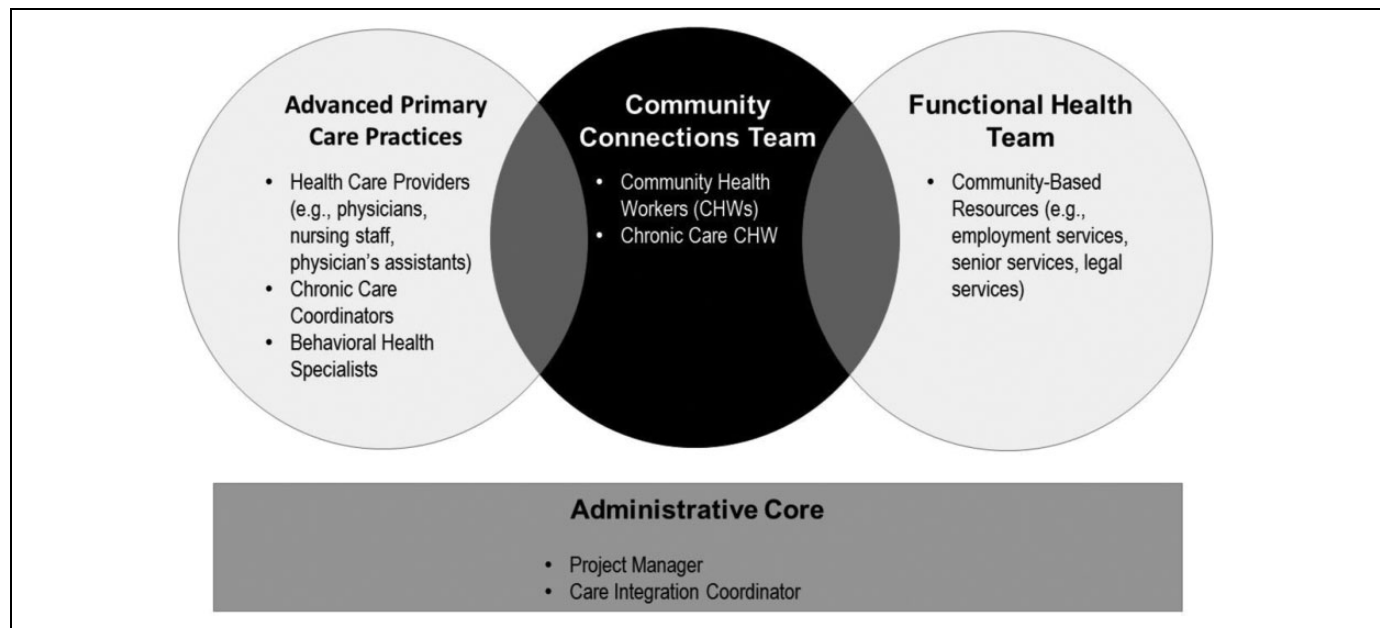 Advanced Primary
Care Practices
• Health Care Providers
(e.g., physicians,
nursing staff,
physician's assistants)
• Chronic Care
Coordinators
• Behavioral Health
Specialists
Community
Connections Team
• Community Health
Workers (CHWs)
• Chronic Care CHW
Functional Health
Team
• Community-Based
Resources (e.g.,
employment services,
senior services, legal
services)
Administrative Core
• Project Manager
• Care Integration Coordinator